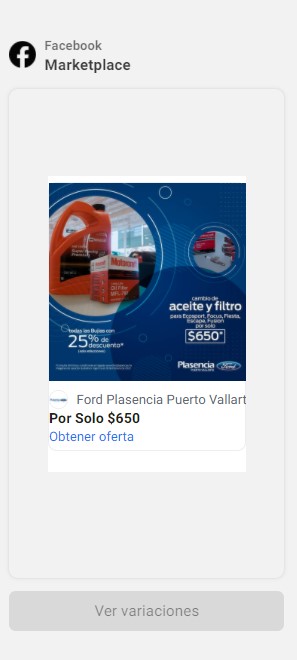 Facebook
Marketplace
cambio de
aceite y filtro
para Ecosport, Focus, Fiesta,
Escape, Fusion
por solo
$650*
todas las Bujías con
25% de
descuento*
Plasencia
Ford
Ford Plasencia Puerto Vallart
Por Solo $650
Obtener oferta
Ver variaciones